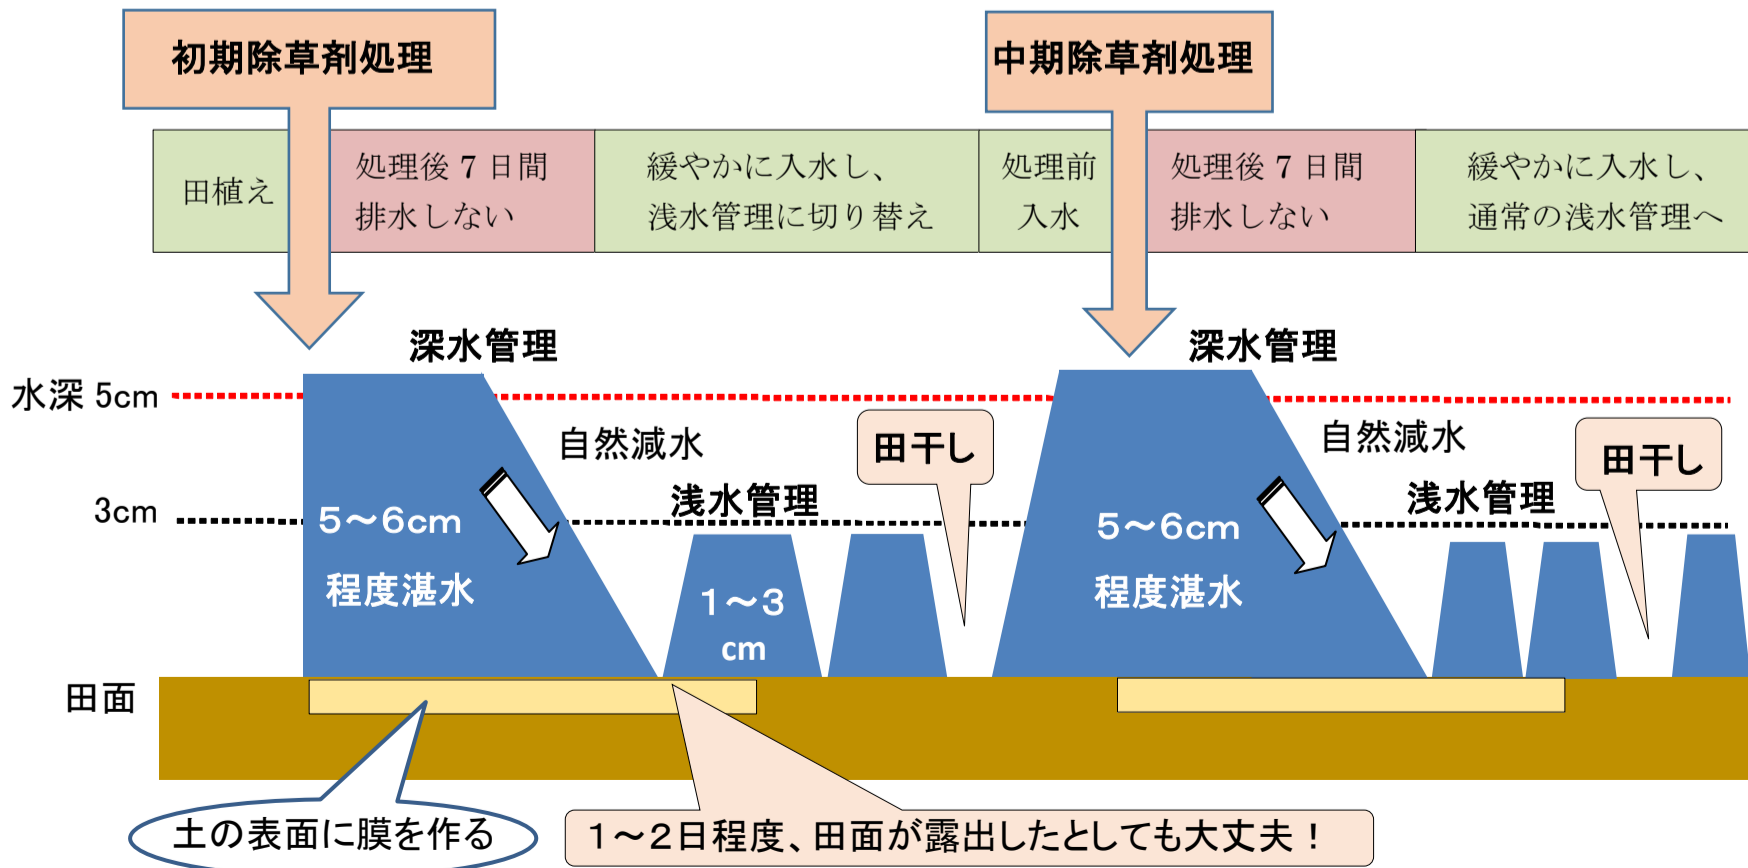 初期除草剤処理
中期除草剤処理
田植え
処理後 7 日間
排水しない
緩やかに入水し、
浅水管理に切り替え
処理前
入水
処理後 7 日間
排水しない
緩やかに入水し、
通常の浅水管理へ
深水管理
深水管理
水深 5cm
自然減水
田干し
自然減水
田干し
3cm
浅水管理
浅水管理
5～6cm
程度湛水
1～3
cm
5～6cm
程度湛水
田面
土の表面に膜を作る
1～2日程度、田面が露出したとしても大丈夫！